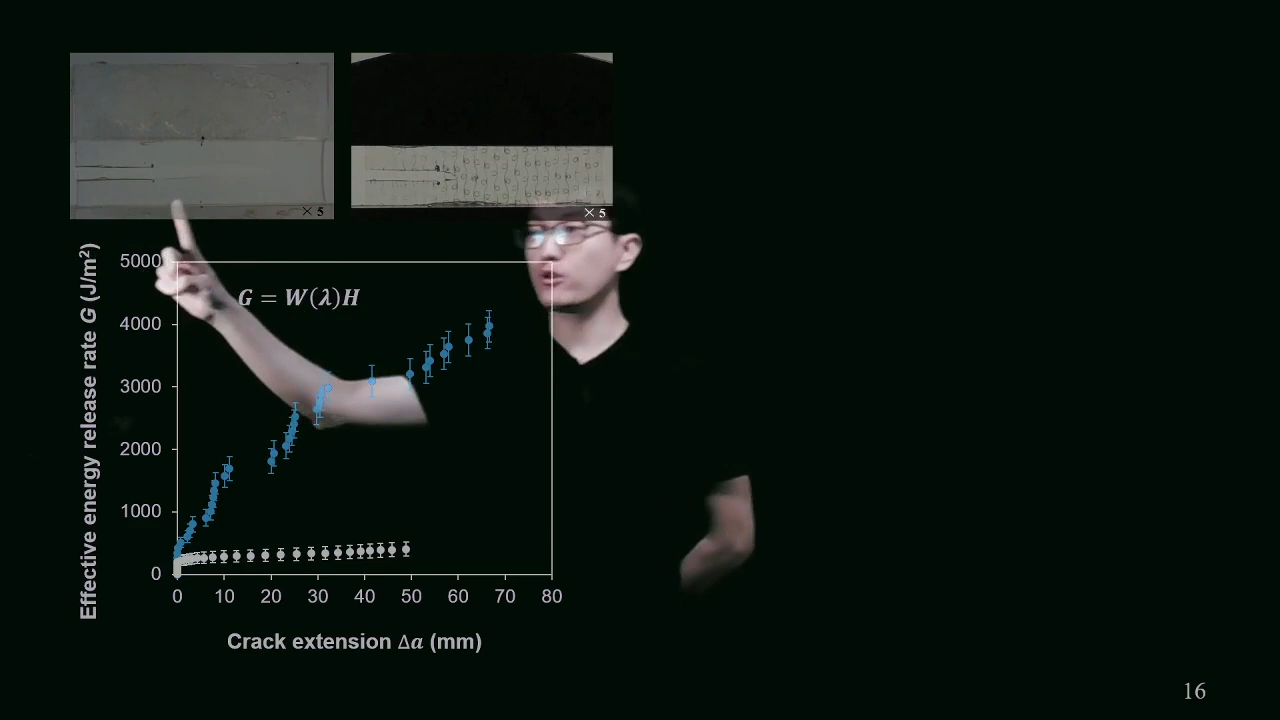 × 5
× 5
Effective energy release rate G (J/m²)
5000
4000
3000
2000
1000
0
G = W(λ)H
0 10 20 30 40 50 60 70 80
Crack extension Δa (mm)
16